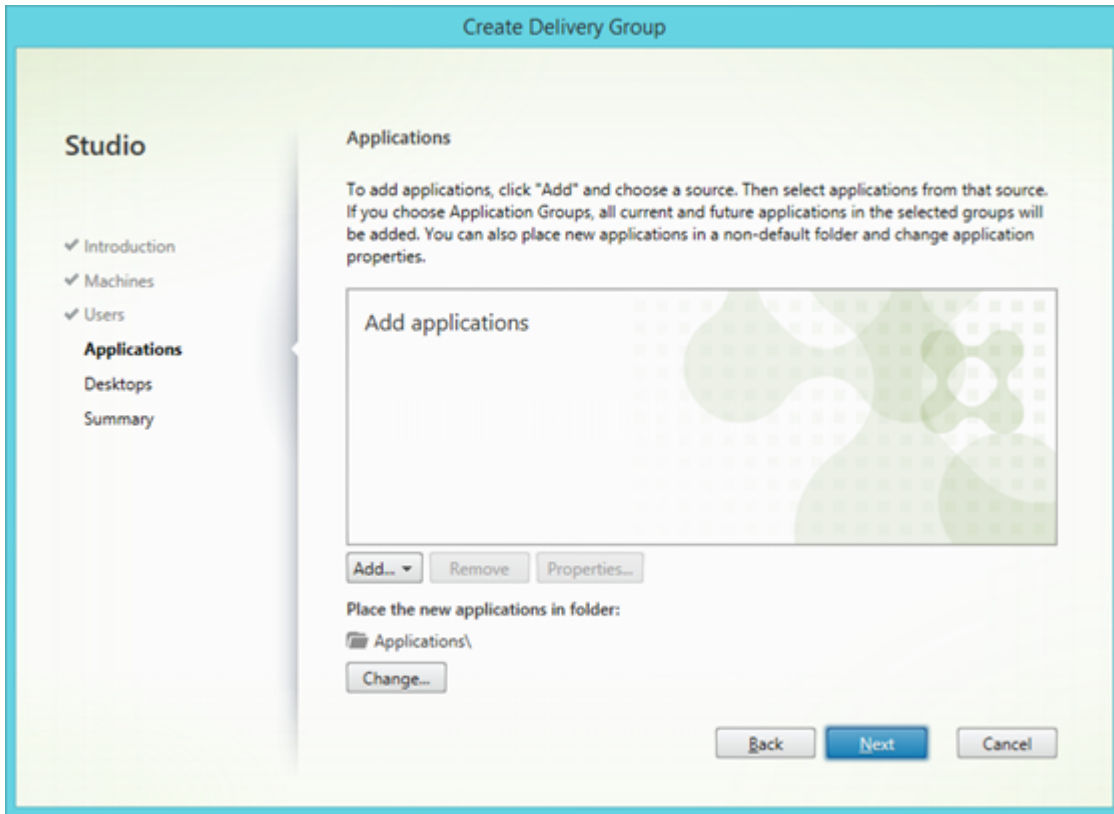 Create Delivery Group
Studio
Introduction
Machines
Users
Applications
Desktops
Summary
Applications
To add applications, click "Add" and choose a source. Then select applications from that source.
If you choose Application Groups, all current and future applications in the selected groups will
be added. You can also place new applications in a non-default folder and change application
properties.
Add applications
Add... Remove Properties...
Place the new applications in folder:
Applications\
Change...
Back Next Cancel